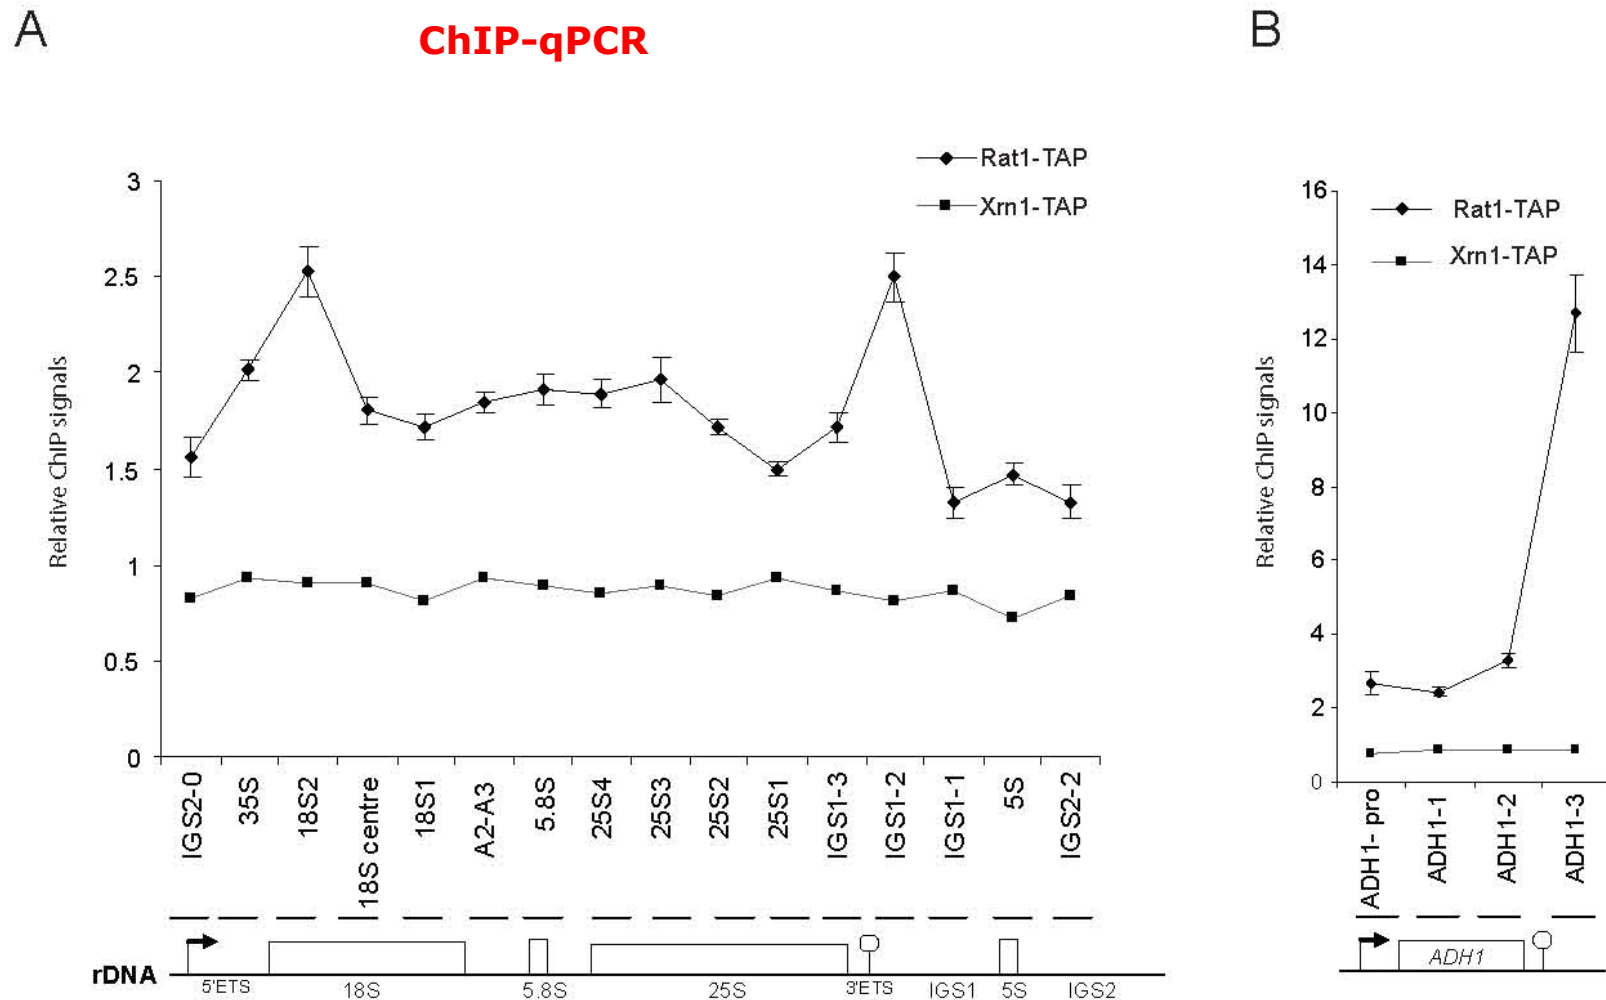 A
ChIP-qPCR
B
Rat1-TAP
Xrn1-TAP
3
2.5
2
1.5
1
0.5
0
Relative ChIP signals
IGS2-0
35S
18S2
18S centre
18S1
A2-A3
5.8S
25S4
25S3
25S2
25S1
IGS1-3
IGS1-2
IGS1-1
5S
IGS2-2
rDNA
5'ETS
18S
5.8S
25S
3'ETS
IGS1
5S
IGS2
Rat1-TAP
Xrn1-TAP
16
14
12
10
8
6
4
2
0
Relative ChIP signals
ADH1- pro
ADH1-1
ADH1-2
ADH1-3
ADH1